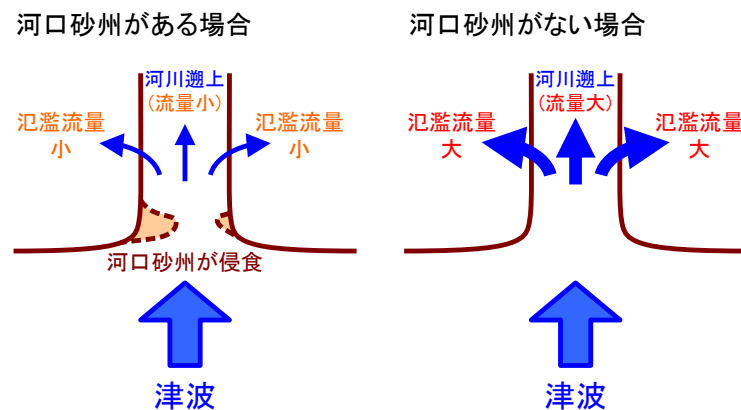 河口砂州がある場合
河川遡上
(流量小)
氾濫流量
小
氾濫流量
小
河口砂州が侵食
津波
河口砂州がない場合
河川遡上
(流量大)
氾濫流量
大
氾濫流量
大
津波